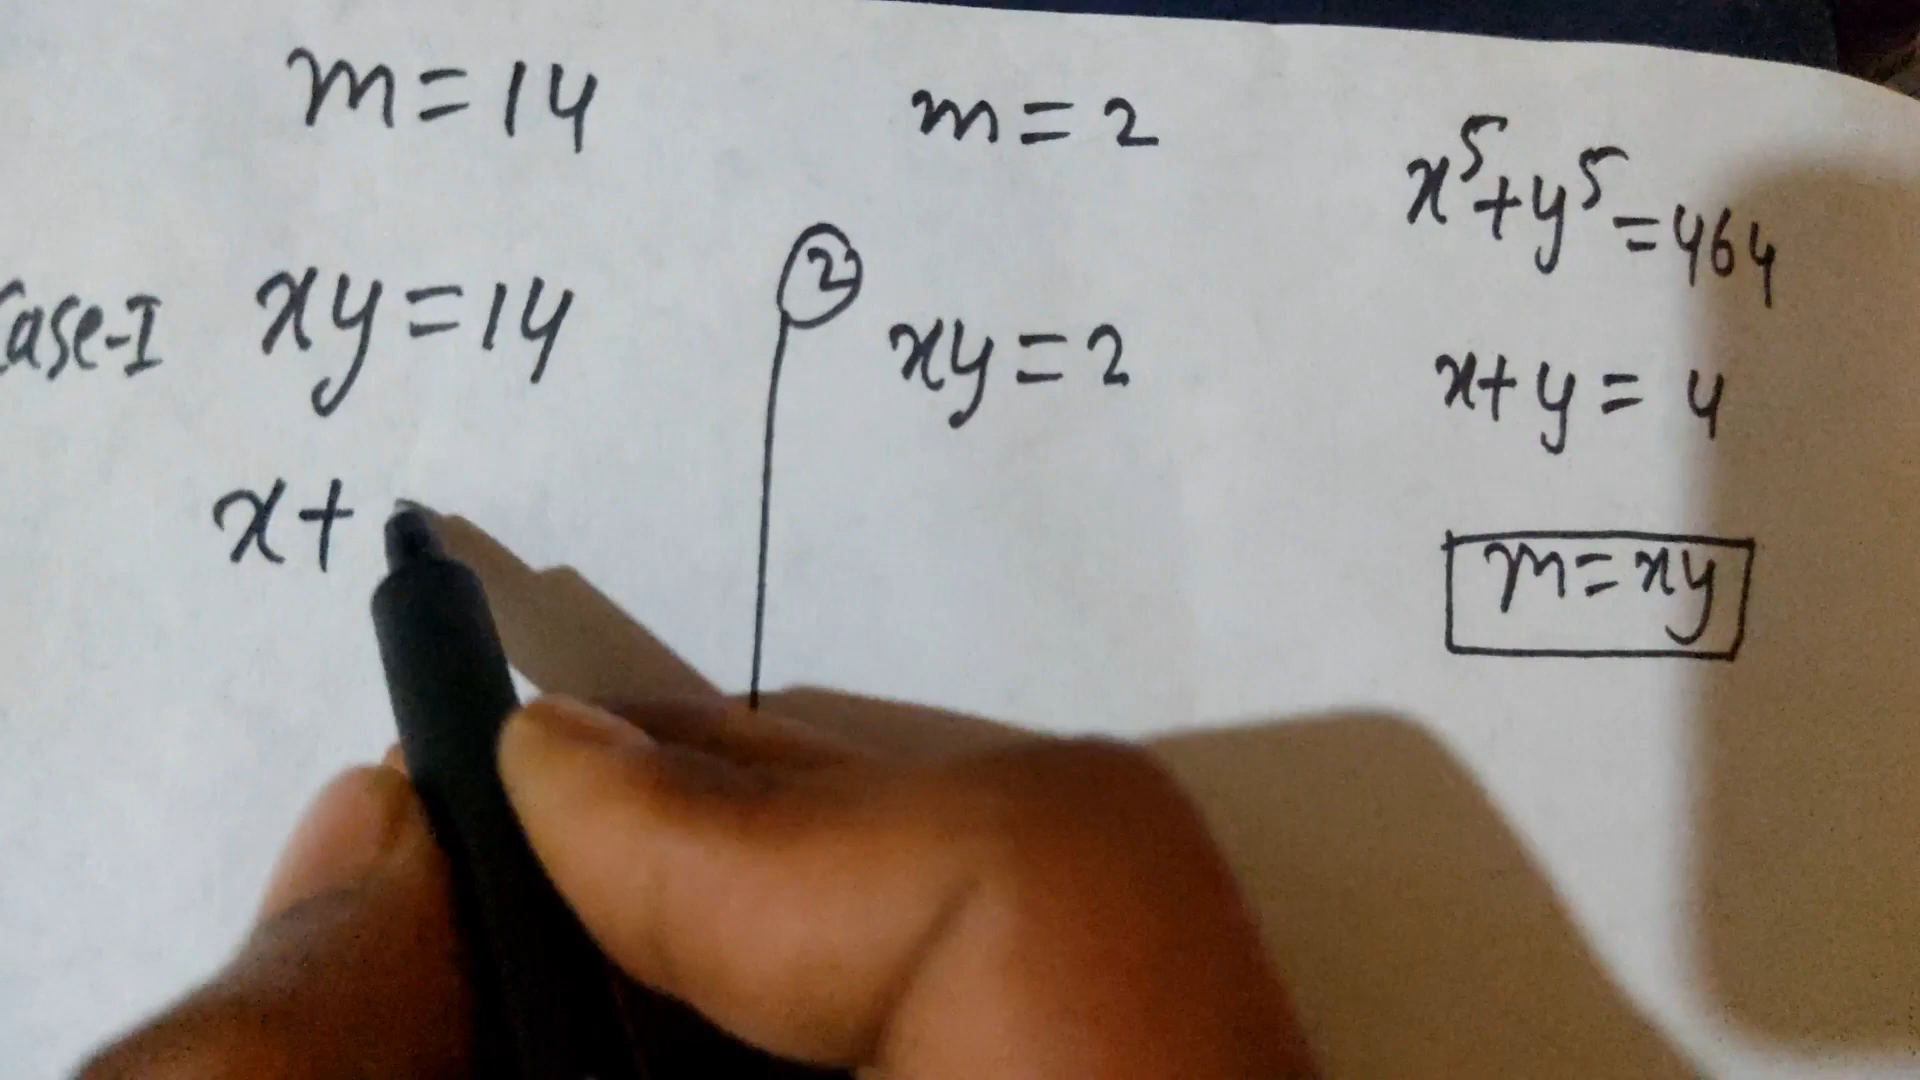 m = 14
m = 2
x⁵ + y⁵ = 464
Case-I xy = 14
② xy = 2
x + y = 4
x +
m = xy